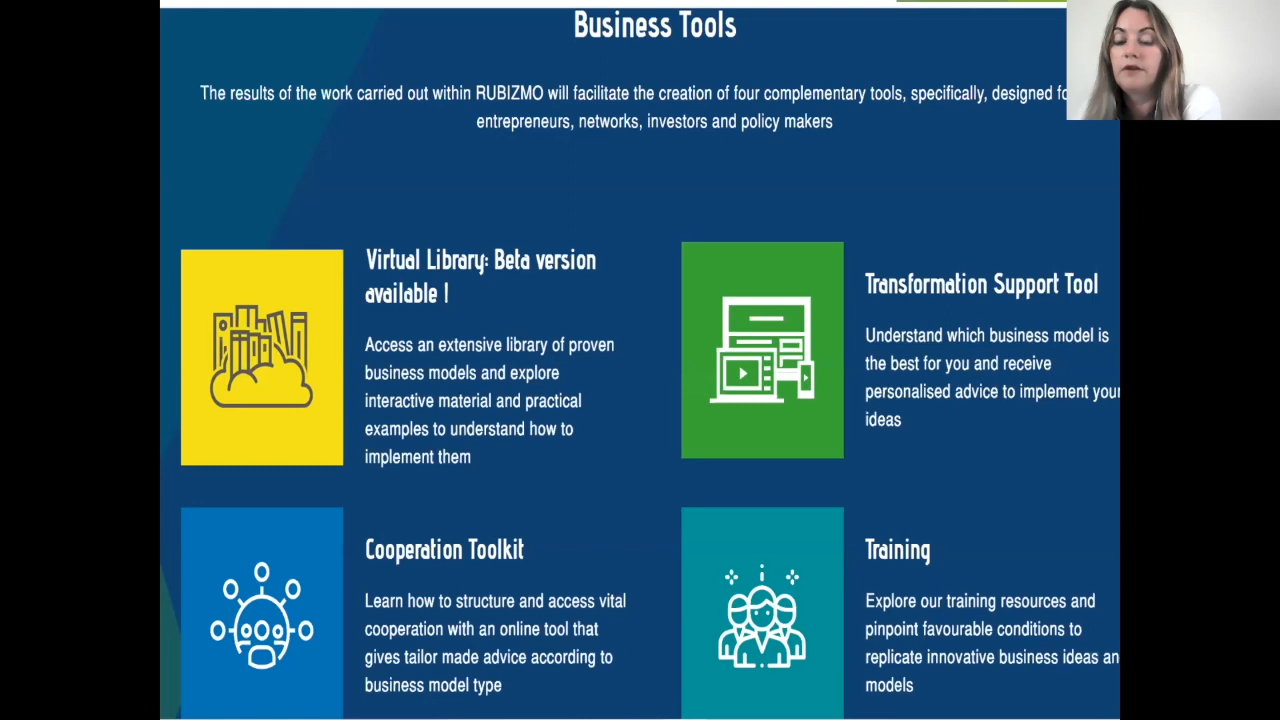 Business Tools
The results of the work carried out within RUBIZMO will facilitate the creation of four complementary tools, specifically, designed
entrepreneurs, networks, investors and policy makers
Virtual Library: Beta version
available !
Access an extensive library of proven
business models and explore
interactive material and practical
examples to understand how to
implement them
Transformation Support Tool
Understand which business model is
the best for you and receive
personalised advice to implement your
ideas
Cooperation Toolkit
Learn how to structure and access vital
cooperation with an online tool that
gives tailor made advice according to
business model type
Training
Explore our training resources and
pinpoint favourable conditions to
replicate innovative business ideas an
models